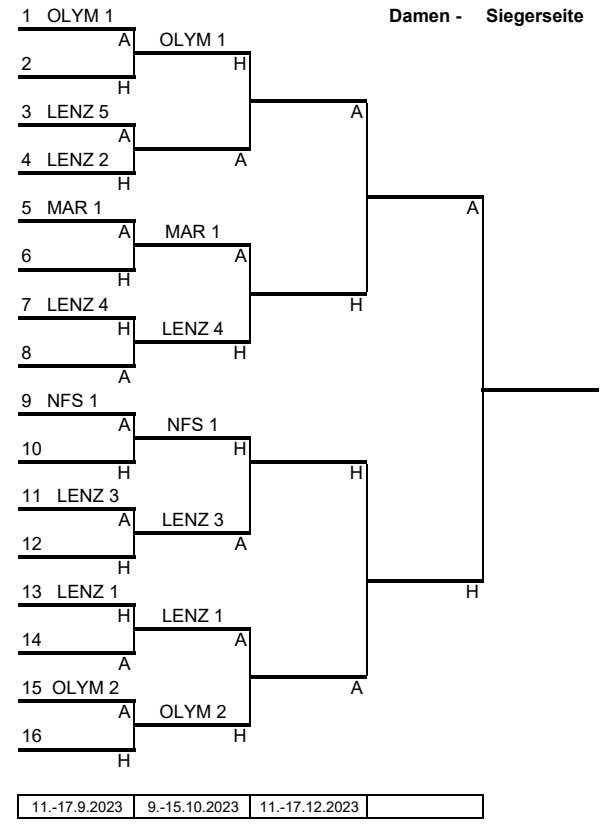 Damen - Siegerseite
1 OLYM 1
A OLYM 1
2 H
H
3 LENZ 5 A
A
4 LENZ 2 A
H
5 MAR 1 A
A MAR 1
6 A
H
7 LENZ 4 H
H LENZ 4
8 H
A
9 NFS 1
A NFS 1
10 H H
H
11 LENZ 3
A LENZ 3
12 A
H
13 LENZ 1 H
H LENZ 1
14 A
A
15 OLYM 2 A
A OLYM 2
16 H
H
11.-17.9.2023 9.-15.10.2023 11.-17.12.2023